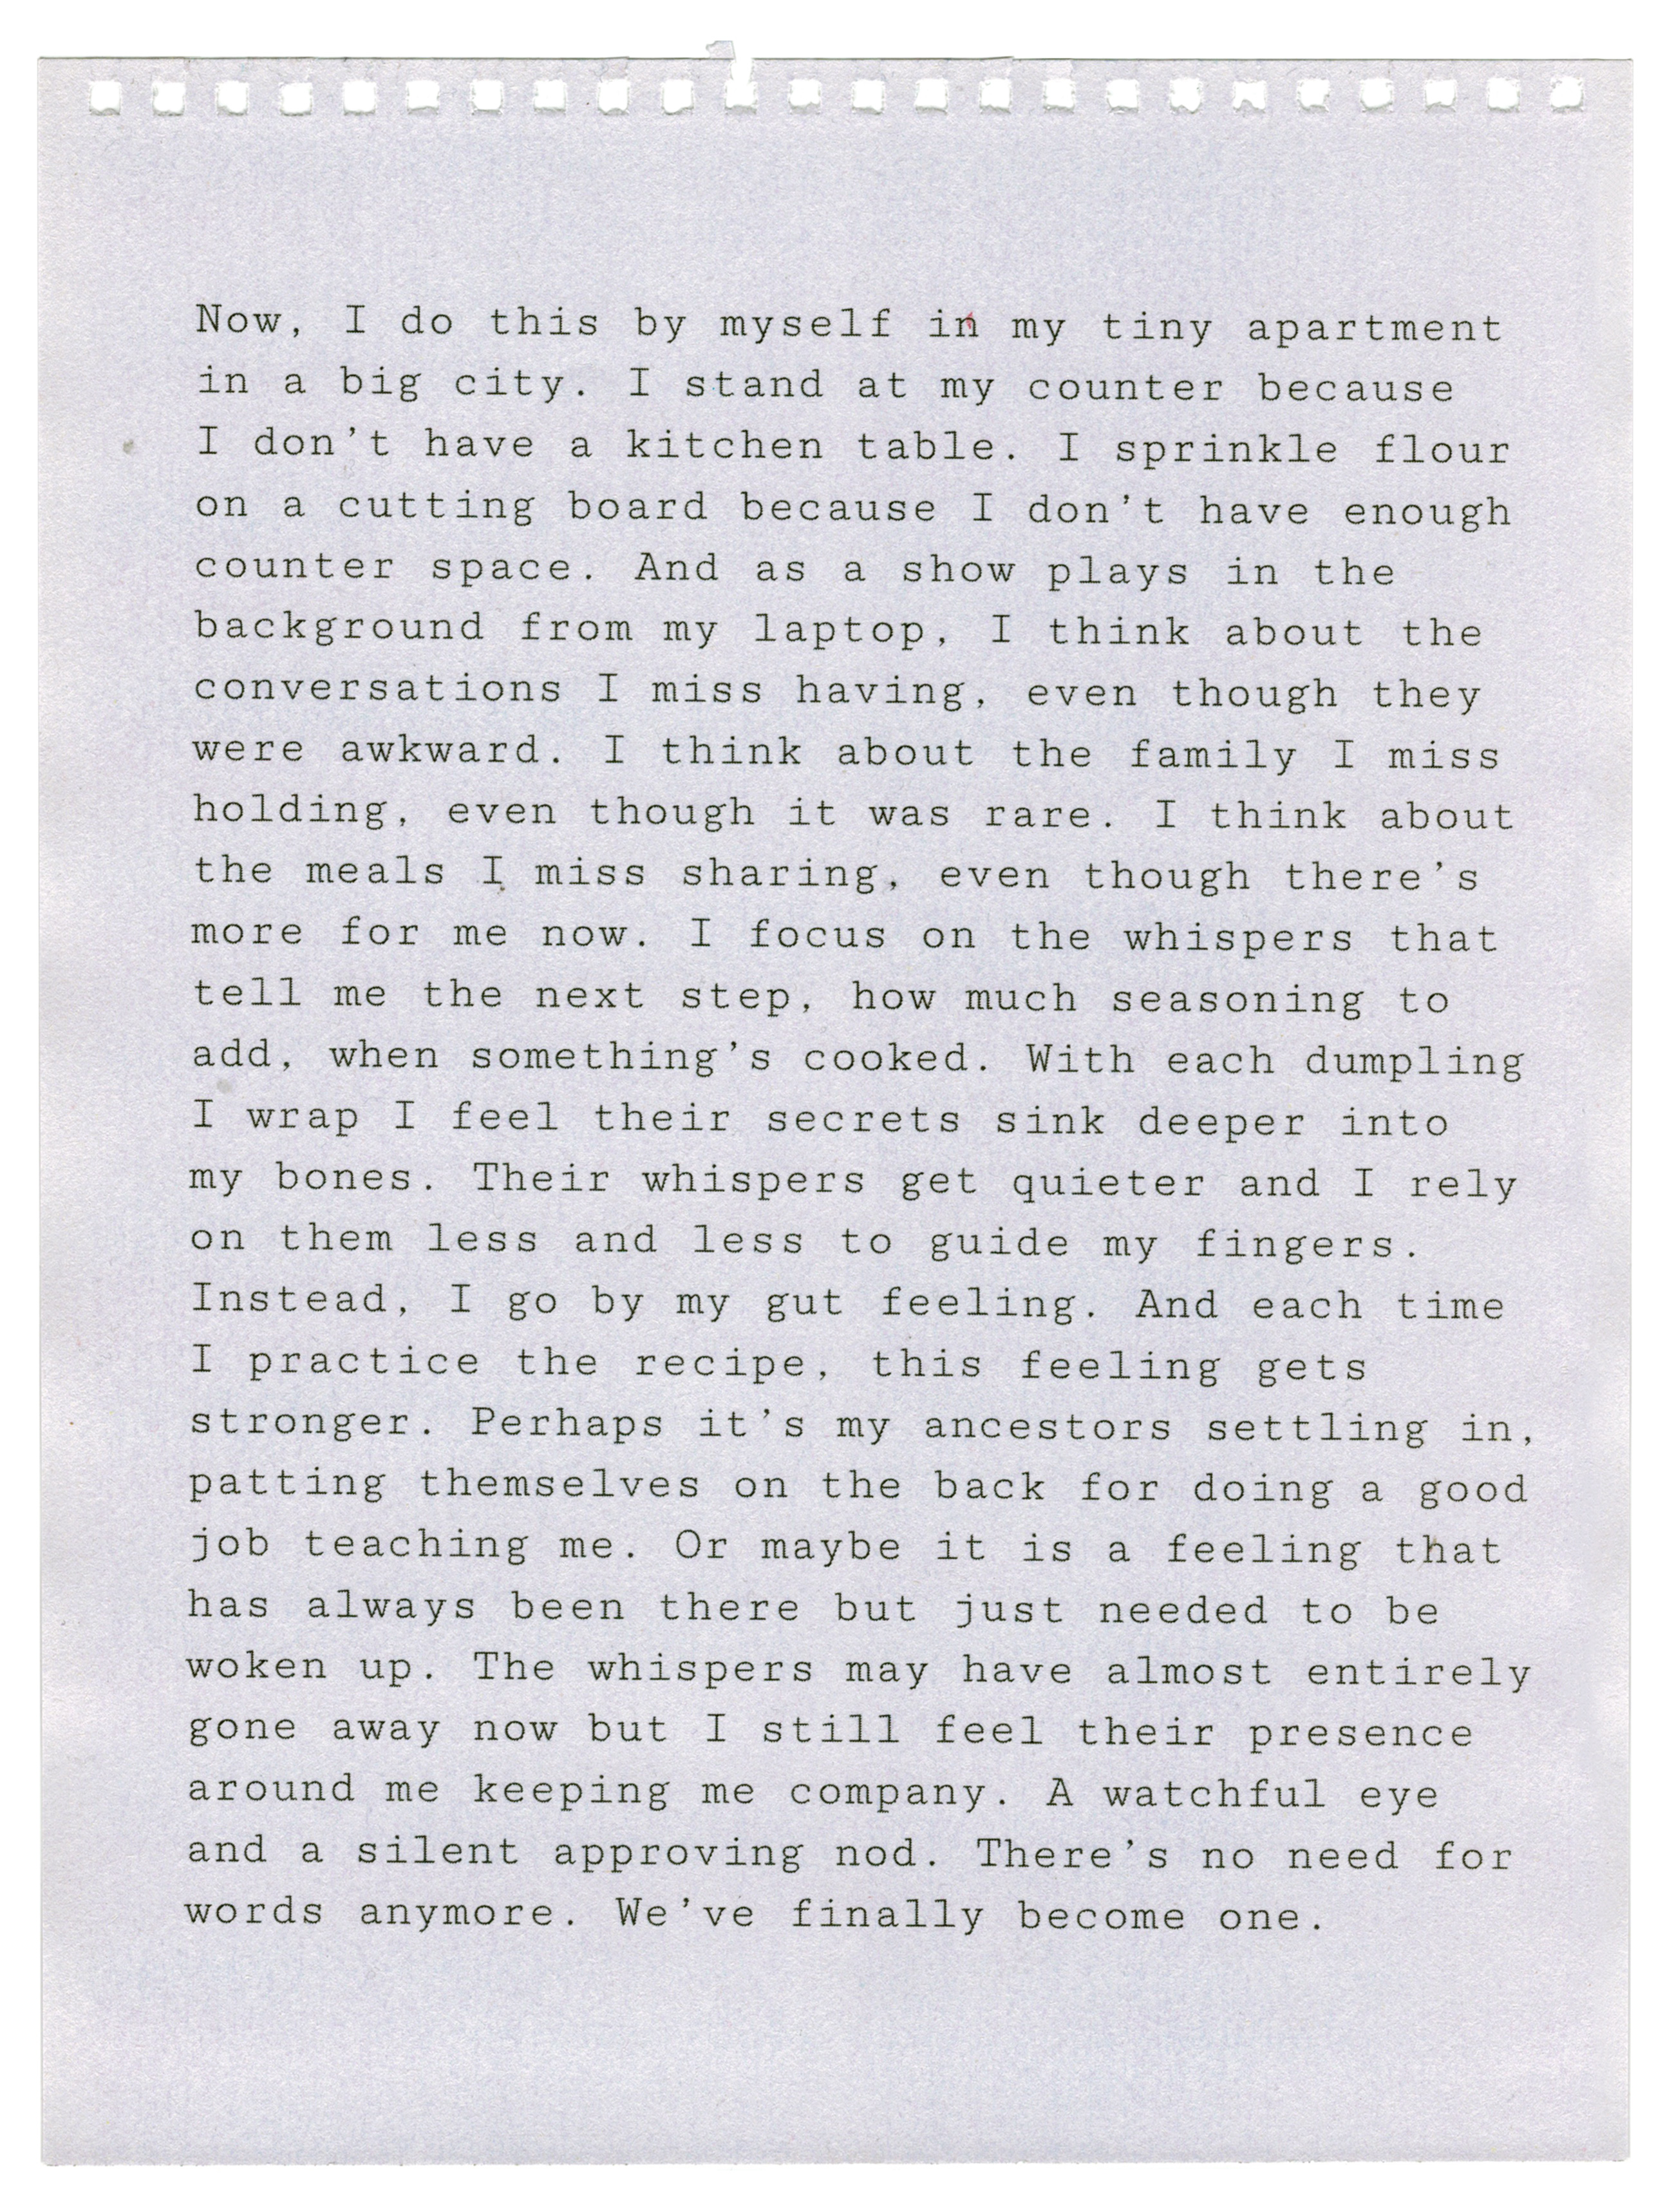 Now, I do this by myself in my tiny apartment
in a big city. I stand at my counter because
I don’t have a kitchen table. I sprinkle flour
on a cutting board because I don’t have enough
counter space. And as a show plays in the
background from my laptop, I think about the
conversations I miss having, even though they
were awkward. I think about the family I miss
holding, even though it was rare. I think about
the meals I miss sharing, even though there’s
more for me now. I focus on the whispers that
tell me the next step, how much seasoning to
add, when something’s cooked. With each dumpling
I wrap I feel their secrets sink deeper into
my bones. Their whispers get quieter and I rely
on them less and less to guide my fingers.
Instead, I go by my gut feeling. And each time
I practice the recipe, this feeling gets
stronger. Perhaps it’s my ancestors settling in,
patting themselves on the back for doing a good
job teaching me. Or maybe it is a feeling that
has always been there but just needed to be
woken up. The whispers may have almost entirely
gone away now but I still feel their presence
around me keeping me company. A watchful eye
and a silent approving nod. There’s no need for
words anymore. We’ve finally become one.